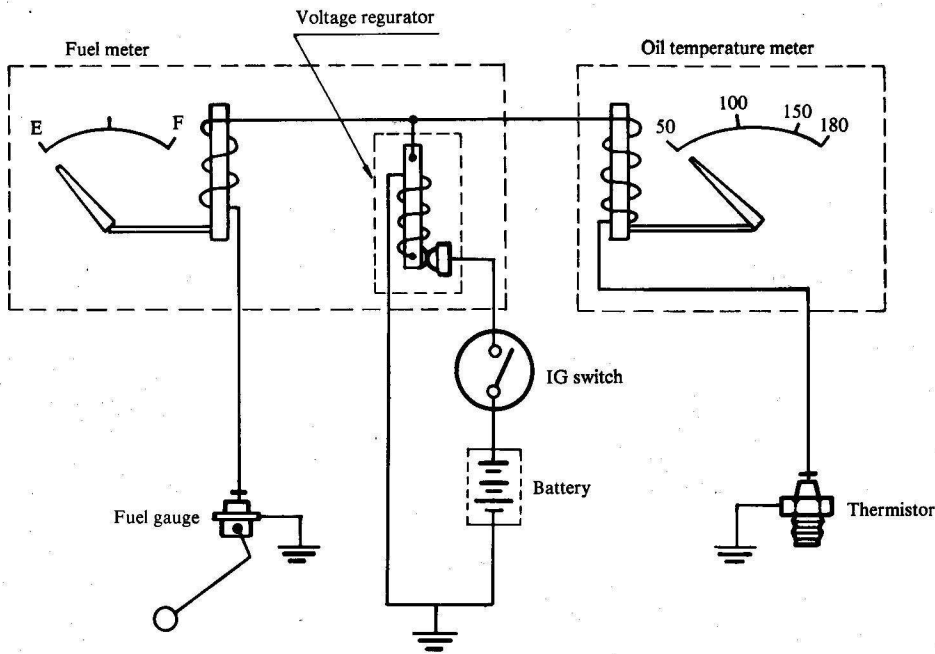 Voltage regurator
Fuel meter
Oil temperature meter
E
F
50
100
150
180
IG switch
Battery
Fuel gauge
Thermistor